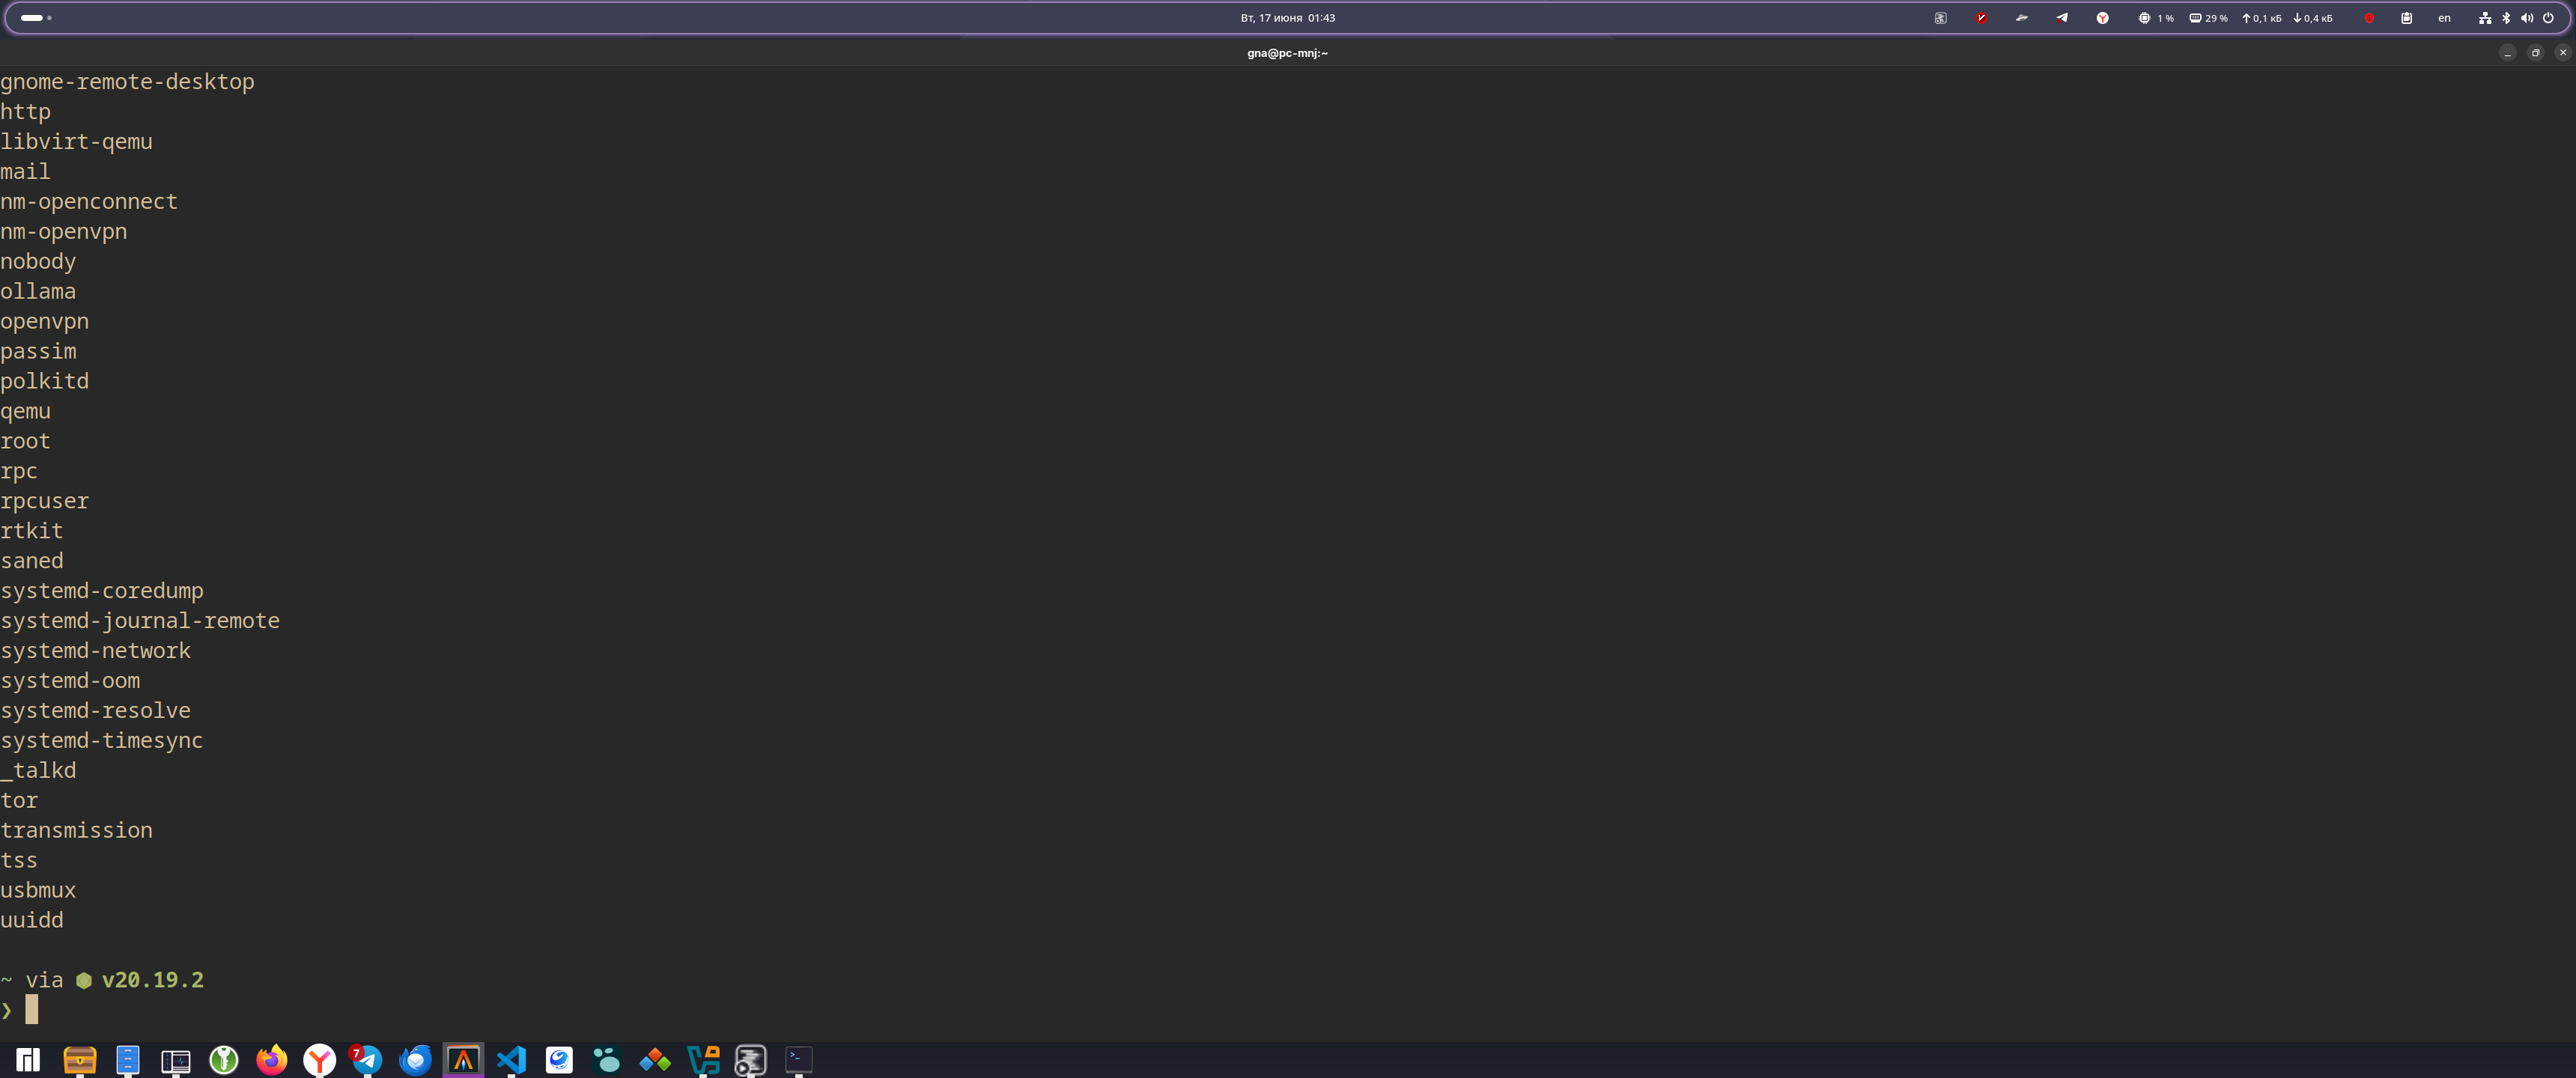 Вт, 17 июня 01:43
1 % 29 % ↑0,1 кБ ↓0,4 кБ en
gna@pc-mnj:~
gnome-remote-desktop
http
libvirt-qemu
mail
nm-openconnect
nm-openvpn
nobody
ollama
openvpn
passim
polkitd
qemu
root
rpc
rpcuser
rtkit
saned
systemd-coredump
systemd-journal-remote
systemd-network
systemd-oom
systemd-resolve
systemd-timesync
_talkd
tor
transmission
tss
usbmux
uuidd
~ via ⬢ v20.19.2
❯
7